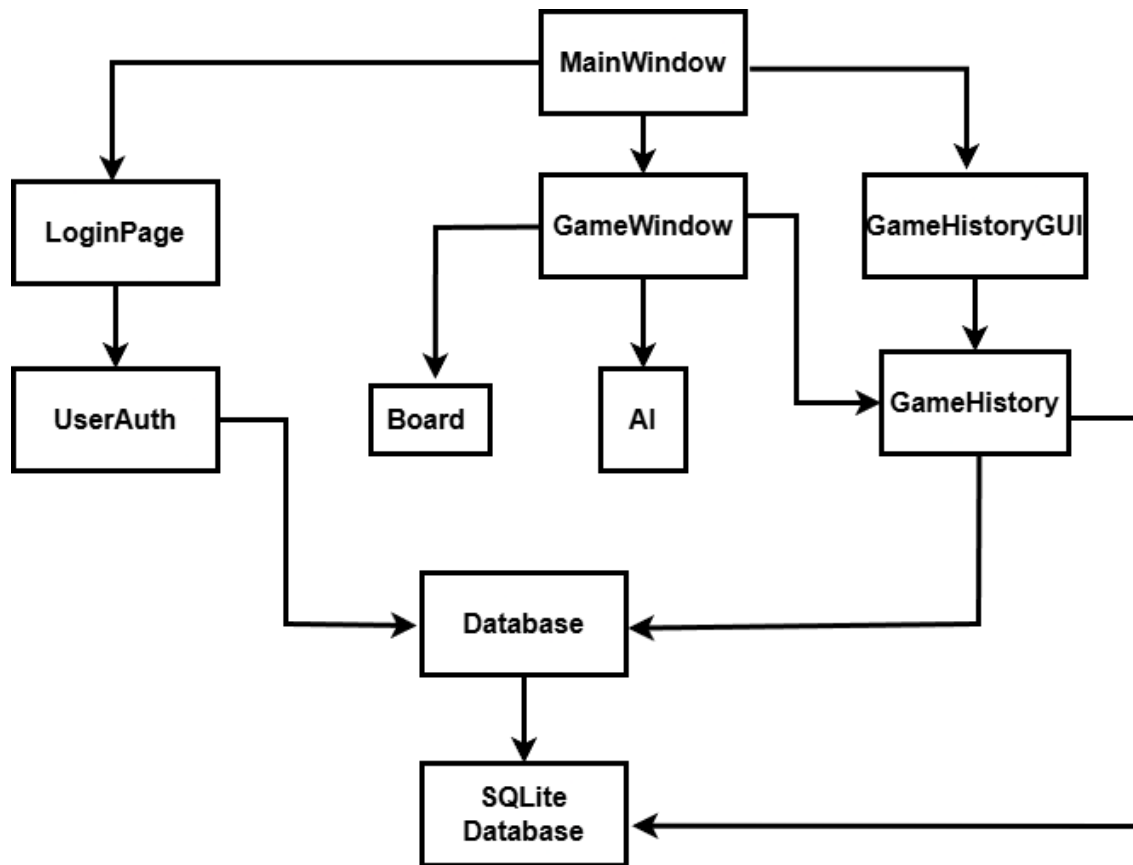 MainWindow
LoginPage
GameWindow
GameHistoryGUI
UserAuth
Board
AI
GameHistory
Database
SQLite
Database